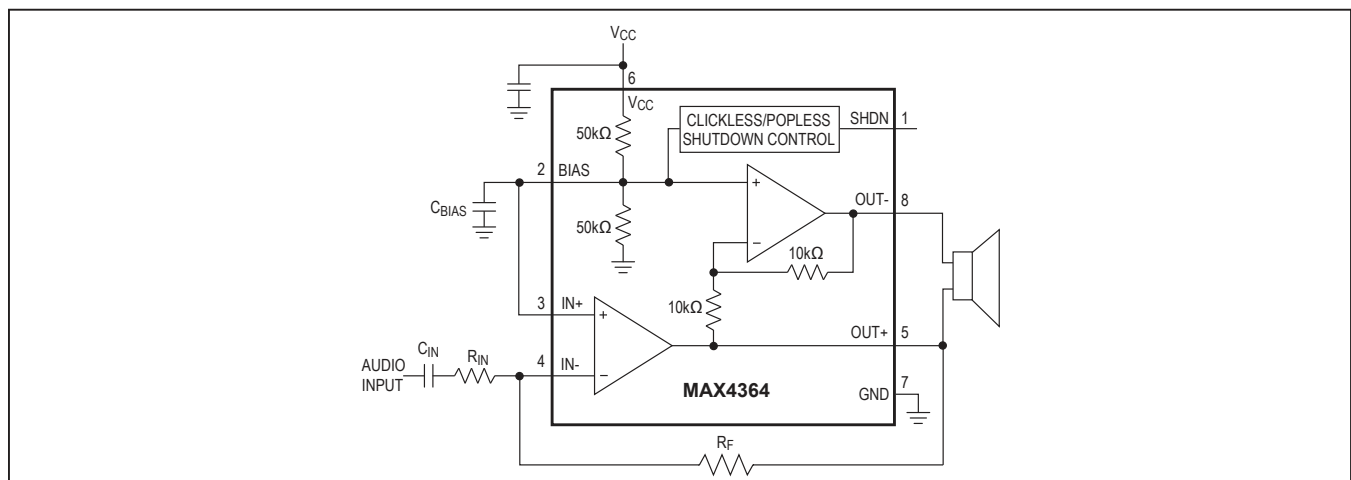 VCC
6
VCC
50kΩ
CLICKLESS/POPLESS
SHUTDOWN CONTROL
SHDN
1
2
BIAS
CBIAS
50kΩ
+
−
OUT-
8
10kΩ
10kΩ
3
IN+
+
OUT+
5
AUDIO
INPUT
CIN
RIN
4
IN-
−
MAX4364
GND
7
RF